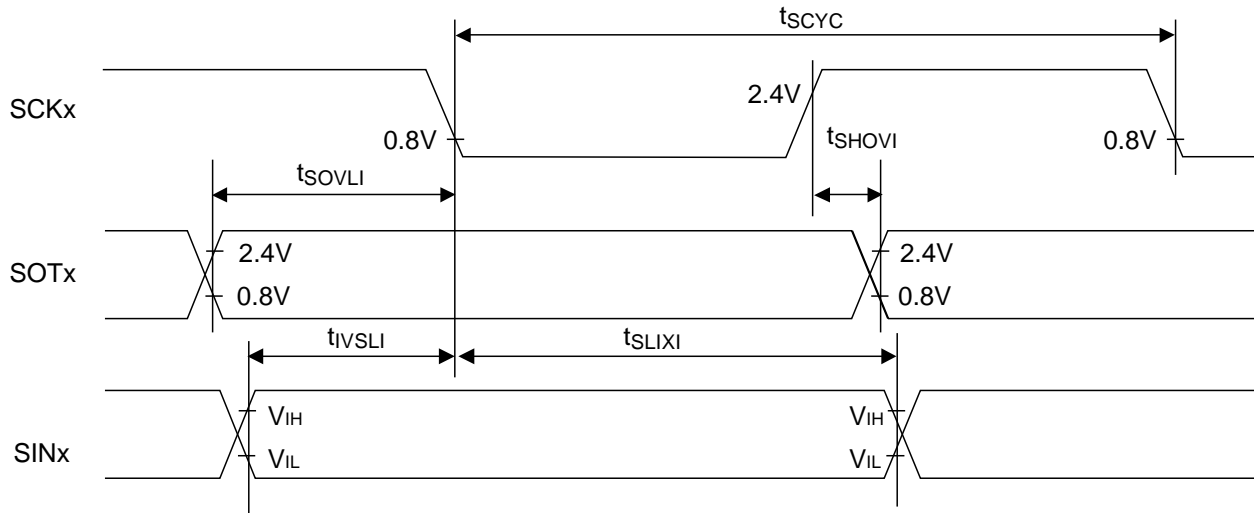 tSCYC
SCKx
2.4V
0.8V
tSHOVI
0.8V
tSOVLI
SOTx
2.4V
2.4V
0.8V
0.8V
tIVSLI
tSLIXI
VIH
VIH
SINx
VIL
VIL